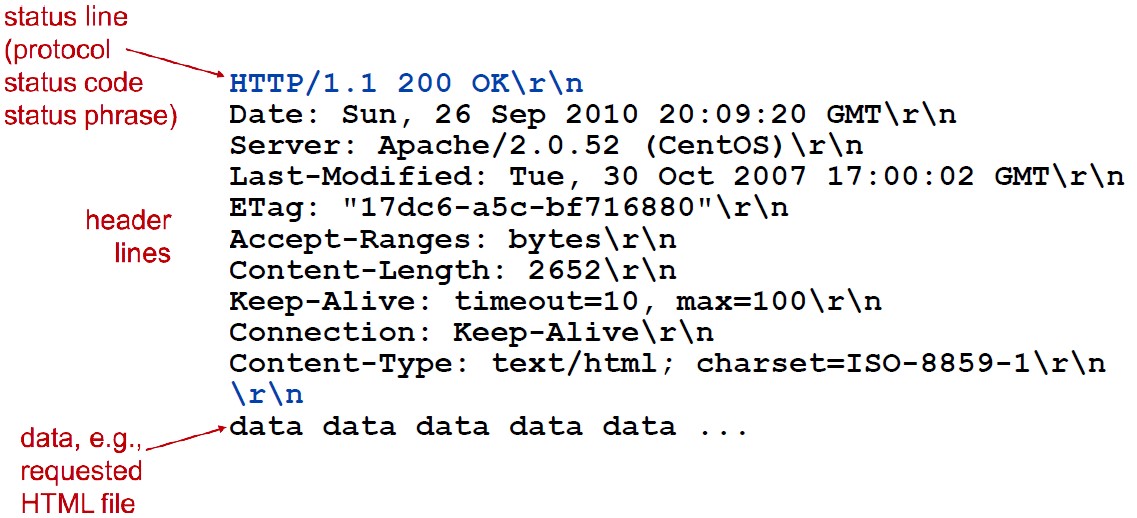 status line
(protocol
status code
status phrase)
HTTP/1.1 200 OK\r\n
Date: Sun, 26 Sep 2010 20:09:20 GMT\r\n
Server: Apache/2.0.52 (CentOS)\r\n
Last-Modified: Tue, 30 Oct 2007 17:00:02 GMT\r\n
ETag: "17dc6-a5c-bf716880"\r\n
Accept-Ranges: bytes\r\n
Content-Length: 2652\r\n
Keep-Alive: timeout=10, max=100\r\n
Connection: Keep-Alive\r\n
Content-Type: text/html; charset=ISO-8859-1\r\n
\r\n
data data data data data ...
header
lines
data, e.g.,
requested
HTML file